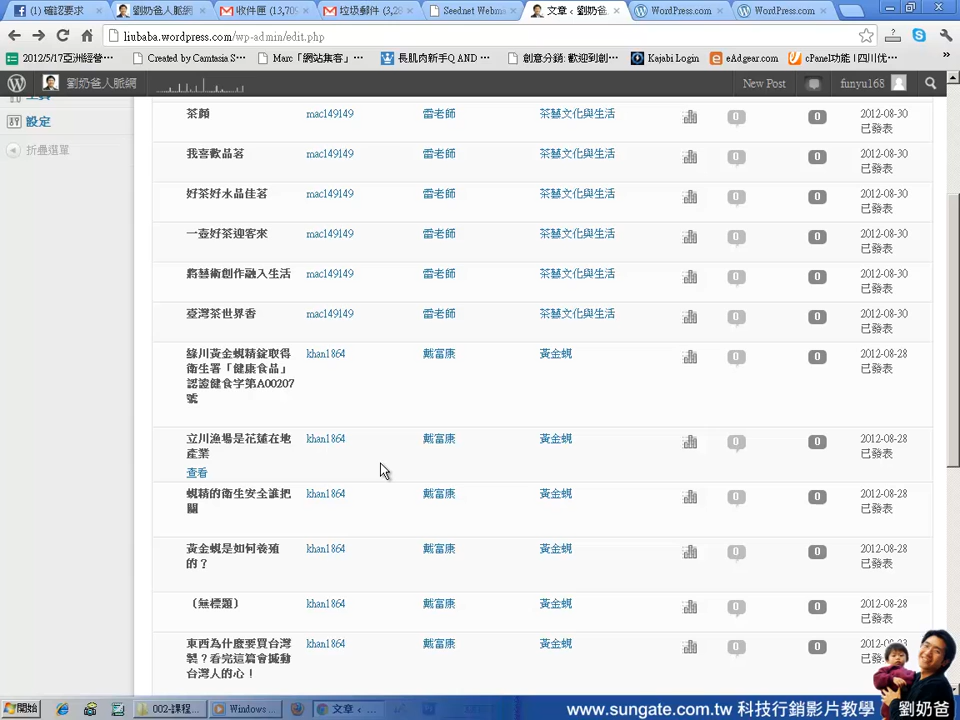 (1) 確認要求
劉奶爸人脈網
收件匣 (13,70
垃圾郵件 (3,2
Seednet Webm
文章 ‹ 劉奶爸
WordPress.com
WordPress.com
liubaba.wordpress.com/wp-admin/edit.php
2012/5/17亞洲經營⋯
Created by Camtasia S⋯
Marc「網站集客」⋯
長肌肉新手Q AND ⋯
創意分銷: 歡迎到創⋯
Kajabi Login
eAdgear.com
cPanel功能 | 四川优⋯
劉奶爸人脈網
New Post
funyu168
工具
設定
折疊選單
茶顏 mac149149 雷老師 茶藝文化與生活 0 0 2012-08-30
已發表
我喜歡品茗 mac149149 雷老師 茶藝文化與生活 0 0 2012-08-30
已發表
好茶好水品佳茗 mac149149 雷老師 茶藝文化與生活 0 0 2012-08-30
已發表
一壺好茶迎客來 mac149149 雷老師 茶藝文化與生活 0 0 2012-08-30
已發表
將藝術創作融入生活 mac149149 雷老師 茶藝文化與生活 0 0 2012-08-30
已發表
臺灣茶世界香 mac149149 雷老師 茶藝文化與生活 0 0 2012-08-30
已發表
綠川黃金蜆精錠取得 khan1864 戴富康 黃金蜆 0 0 2012-08-28
衛生署「健康食品」 已發表
認證健食字第A00207
號
立川漁場是花蓮在地 khan1864 戴富康 黃金蜆 0 0 2012-08-28
產業 已發表
查看
蜆精的衛生安全誰把 khan1864 戴富康 黃金蜆 0 0 2012-08-28
關 已發表
黃金蜆是如何養殖 khan1864 戴富康 黃金蜆 0 0 2012-08-28
的？ 已發表
（無標題） khan1864 戴富康 黃金蜆 0 0 2012-08-28
已發表
東西為什麼要買台灣 khan1864 戴富康 黃金蜆 0 0 2012-08-23
製？看完這篇會撼動 已發
台灣人的心！
開始
002-課程...
Windows...
文章 ‹ ...
www.sungate.com.tw 科技行銷影片教學
劉奶爸